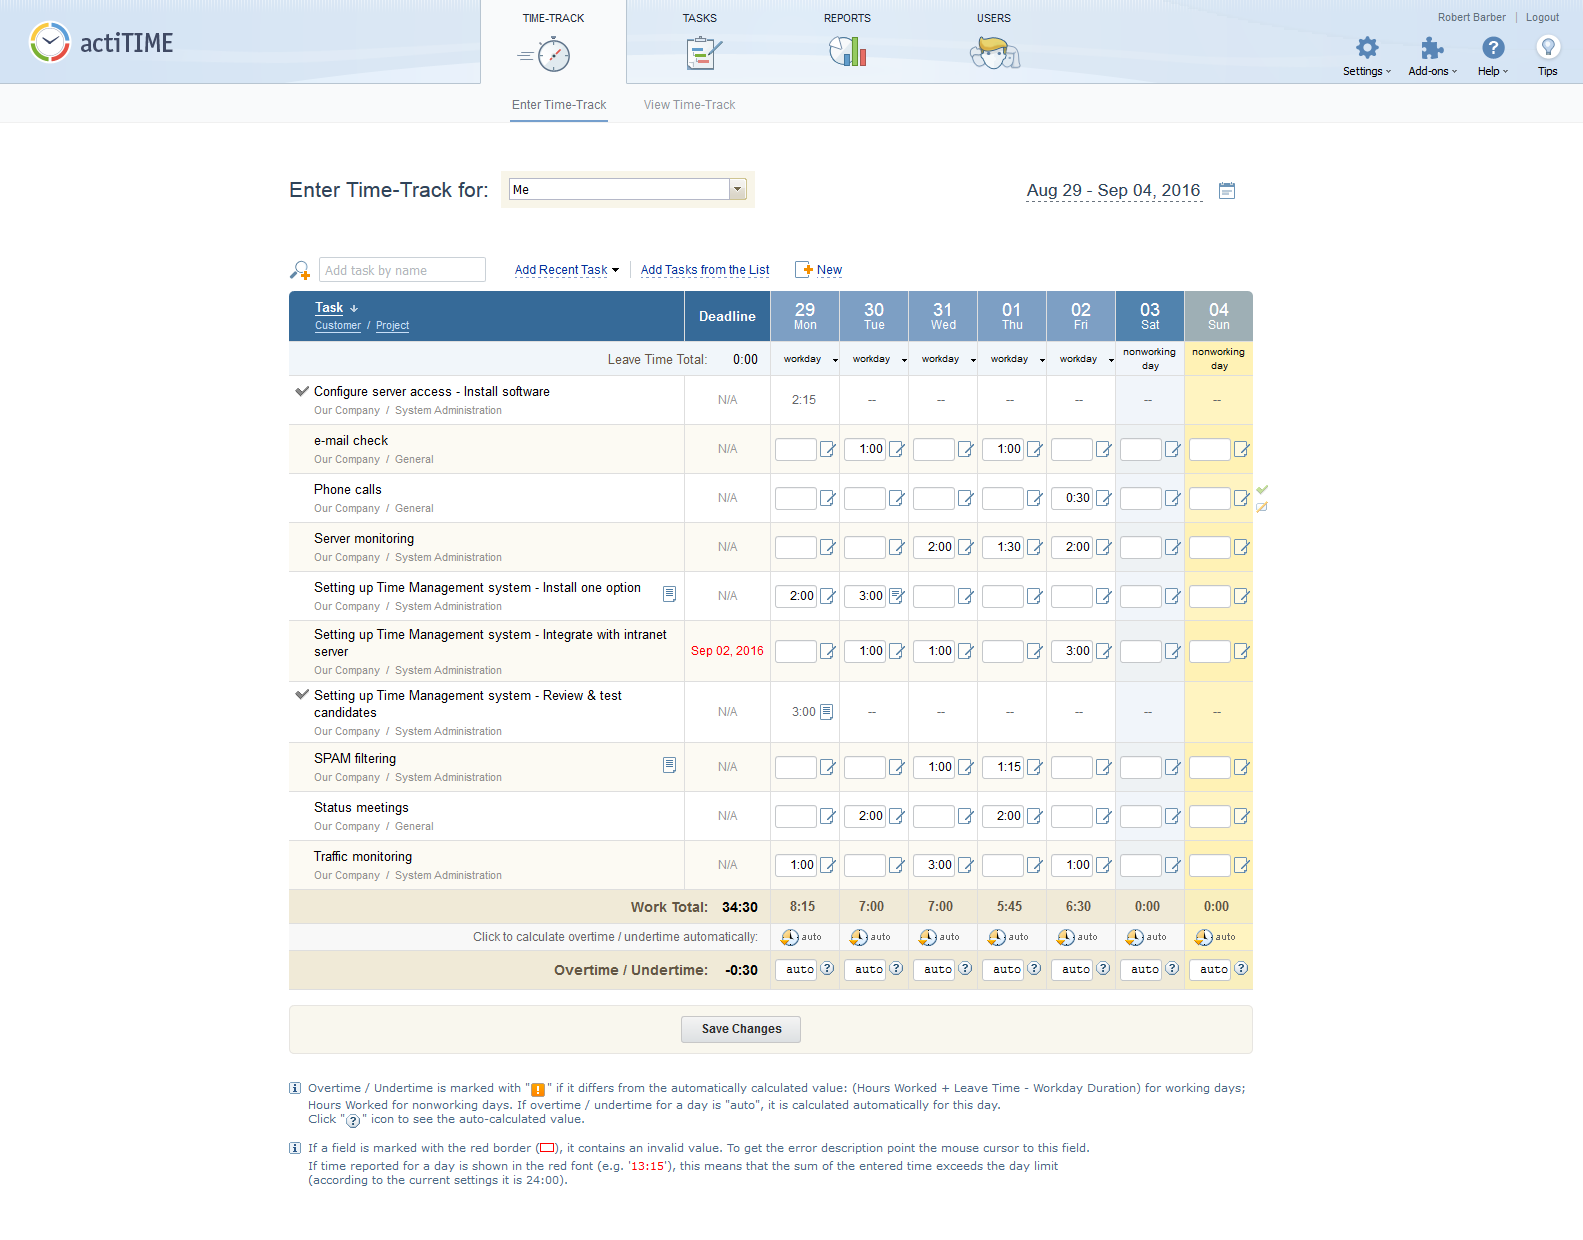 actiTIME
TIME-TRACK
TASKS
REPORTS
USERS
Robert Barber | Logout
Settings
Add-ons
Help
Tips
Enter Time-Track
View Time-Track
Enter Time-Track for:
Me
Aug 29 - Sep 04, 2016
Add task by name
Add Recent Task
Add Tasks from the List
New
Task
Customer / Project
Deadline
29 Mon
30 Tue
31 Wed
01 Thu
02 Fri
03 Sat
04 Sun
Leave Time Total: 0:00 workday workday workday workday workday nonworking day nonworking day
Configure server access - Install software
Our Company / System Administration
N/A 2:15 -- -- -- -- -- --
e-mail check
Our Company / General
N/A 1:00 1:00
Phone calls
Our Company / General
N/A 0:30
Server monitoring
Our Company / System Administration
N/A 2:00 1:30 2:00
Setting up Time Management system - Install one option
Our Company / System Administration
N/A 2:00 3:00
Setting up Time Management system - Integrate with intranet
server
Our Company / System Administration
Sep 02, 2016 1:00 1:00 3:00
Setting up Time Management system - Review & test
candidates
Our Company / System Administration
N/A 3:00 -- -- -- -- -- --
SPAM filtering
Our Company / System Administration
N/A 1:00 1:15
Status meetings
Our Company / General
N/A 2:00 2:00
Traffic monitoring
Our Company / System Administration
N/A 1:00 3:00 1:00
Work Total: 34:30 8:15 7:00 7:00 5:45 6:30 0:00 0:00
Click to calculate overtime / undertime automatically: auto auto auto auto auto auto auto
Overtime / Undertime: -0:30 auto auto auto auto auto auto auto
Save Changes
Overtime / Undertime is marked with "!" if it differs from the automatically calculated value: (Hours Worked + Leave Time - Workday Duration) for working days;
Hours Worked for nonworking days. If overtime / undertime for a day is "auto", it is calculated automatically for this day.
Click "?" icon to see the auto-calculated value.
If a field is marked with the red border ( ), it contains an invalid value. To get the error description point the mouse cursor to this field.
If time reported for a day is shown in the red font (e.g. '13:15'), this means that the sum of the entered time exceeds the day limit
(according to the current settings it is 24:00).